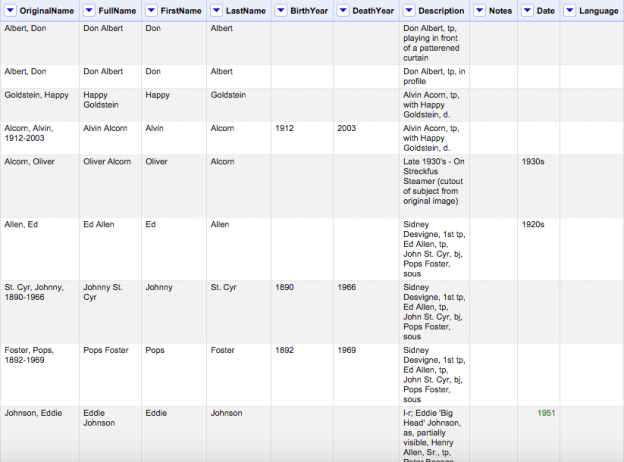 OriginalName FullName FirstName LastName BirthYear DeathYear Description Notes Date Language
Albert, Don Don Albert Don Albert Don Albert, tp,
playing in front
of a patterened
curtain
Albert, Don Don Albert Don Albert Don Albert, tp, in
profile
Goldstein, Happy Happy Happy Goldstein Alvin Acorn, tp,
Goldstein with Happy
Goldstein, d.
Alcorn, Alvin, Alvin Alcorn Alvin Alcorn 1912 2003 Alvin Acorn, tp,
1912-2003 with Happy
Goldstein, d.
Alcorn, Oliver Oliver Alcorn Oliver Alcorn Late 1930's - On 1930s
Streckfus
Steamer (cutout
of subject from
original image)
Allen, Ed Ed Allen Ed Allen Sidney 1920s
Desvigne, 1st tp,
Ed Allen, tp,
John St. Cyr, bj,
Pops Foster,
sous
St. Cyr, Johnny, Johnny St. Johnny St. Cyr 1890 1966 Sidney
1890-1966 Cyr Desvigne, 1st tp,
Ed Allen, tp,
John St. Cyr, bj,
Pops Foster,
sous
Foster, Pops, Pops Foster Pops Foster 1892 1969 Sidney
1892-1969 Desvigne, 1st tp,
Ed Allen, tp,
John St. Cyr, bj,
Pops Foster,
sous
Johnson, Eddie Eddie Eddie Johnson l-r; Eddie 'Big 1951
Johnson Head' Johnson,
as, partially
visible, Henry
Allen, Sr., tp,